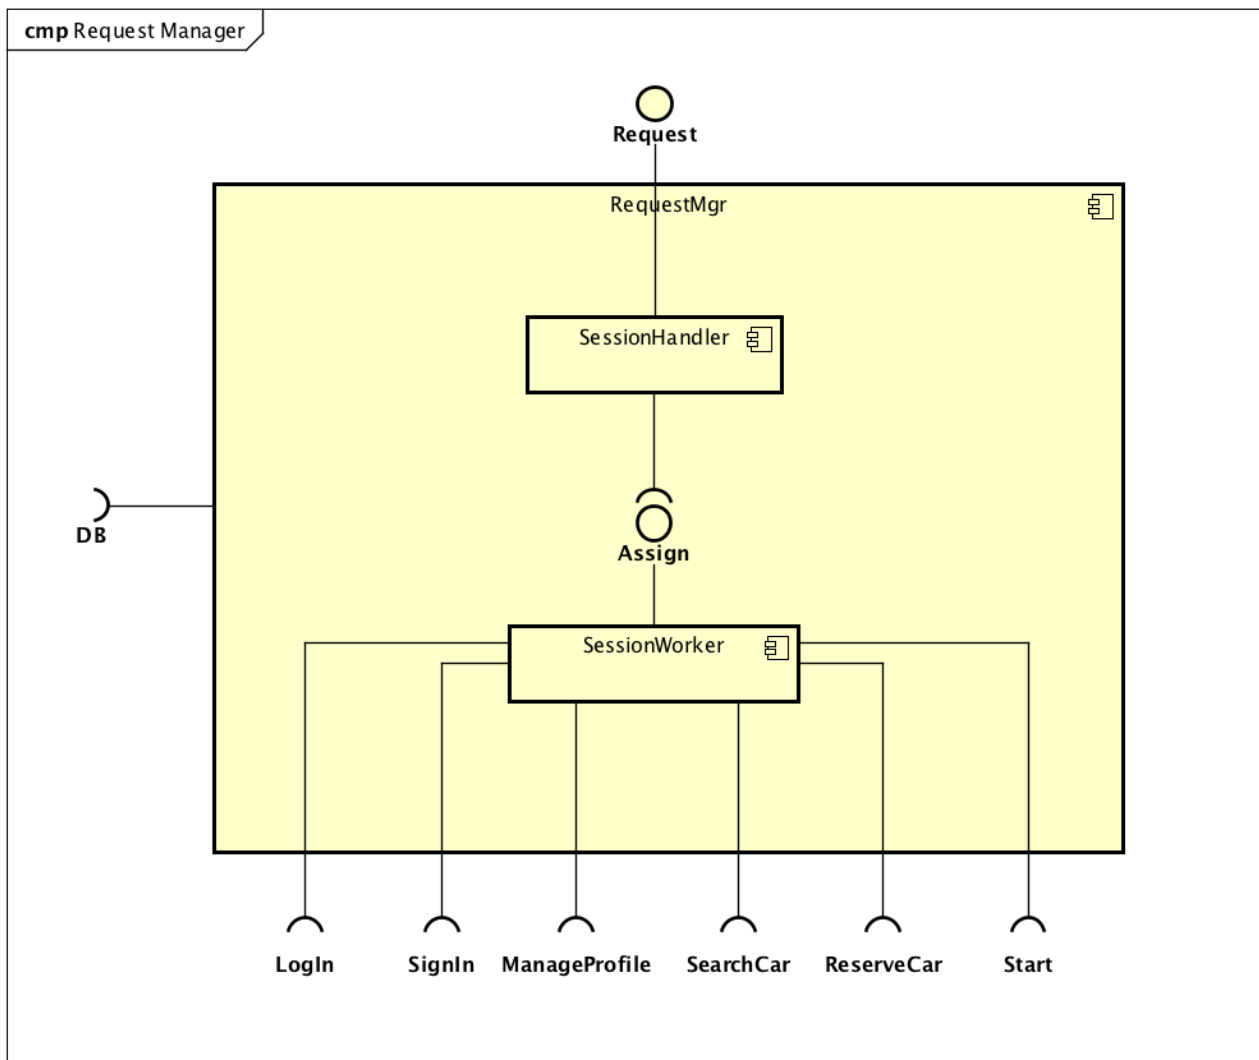 cmp Request Manager
Request
RequestMgr
SessionHandler
DB
Assign
SessionWorker
LogIn
SignIn
ManageProfile
SearchCar
ReserveCar
Start